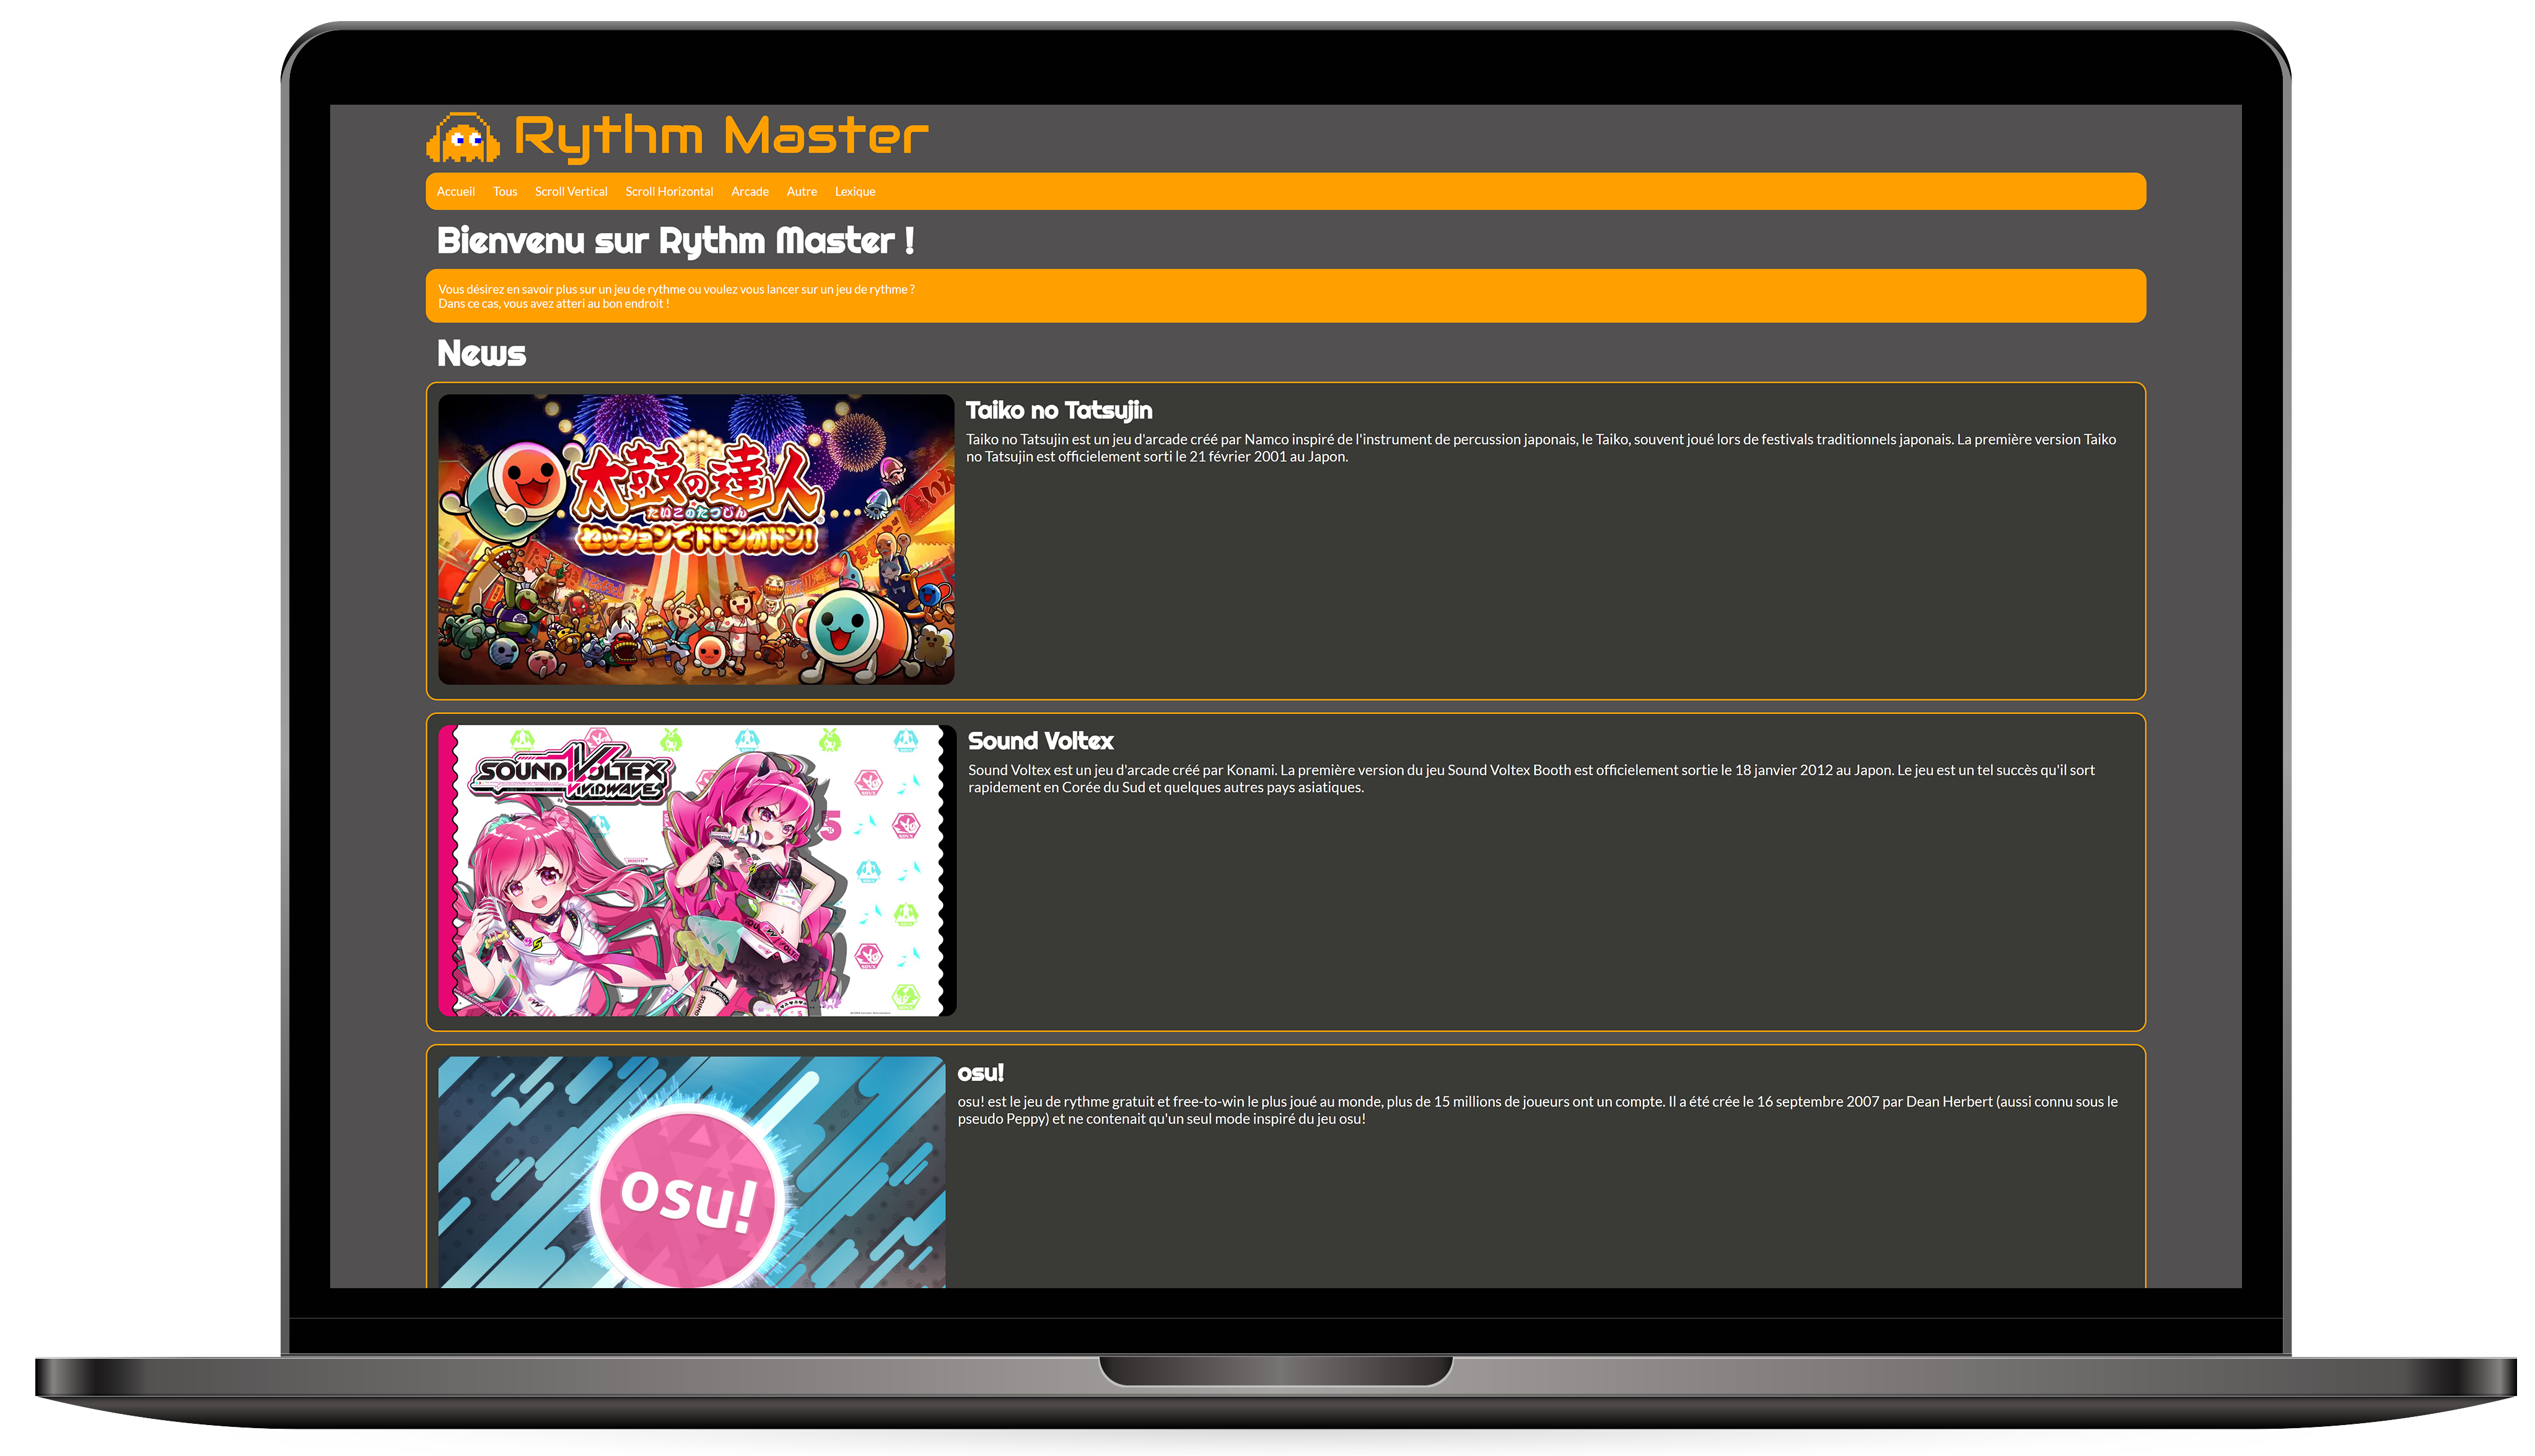 Rythm Master
Accueil Tous Scroll Vertical Scroll Horizontal Arcade Autre Lexique
Bienvenu sur Rythm Master !
Vous désirez en savoir plus sur un jeu de rythme ou voulez vous lancer sur un jeu de rythme ?
Dans ce cas, vous avez atteri au bon endroit !
News
太鼓の達人
たいこのたつじん
セッションでドドンがドン!
Taiko no Tatsujin
Taiko no Tatsujin est un jeu d'arcade créé par Namco inspiré de l'instrument de percussion japonais, le Taiko, souvent joué lors de festivals traditionnels japonais. La première version Taiko
no Tatsujin est officielement sorti le 21 février 2001 au Japon.
SOUND VOLTEX
VIVIDWAVE
Sound Voltex
Sound Voltex est un jeu d'arcade créé par Konami. La première version du jeu Sound Voltex Booth est officielement sortie le 18 janvier 2012 au Japon. Le jeu est un tel succès qu'il sort
rapidement en Corée du Sud et quelques autres pays asiatiques.
osu!
osu!
osu! est le jeu de rythme gratuit et free-to-win le plus joué au monde, plus de 15 millions de joueurs ont un compte. Il a été crée le 16 septembre 2007 par Dean Herbert (aussi connu sous le
pseudo Peppy) et ne contenait qu'un seul mode inspiré du jeu osu!